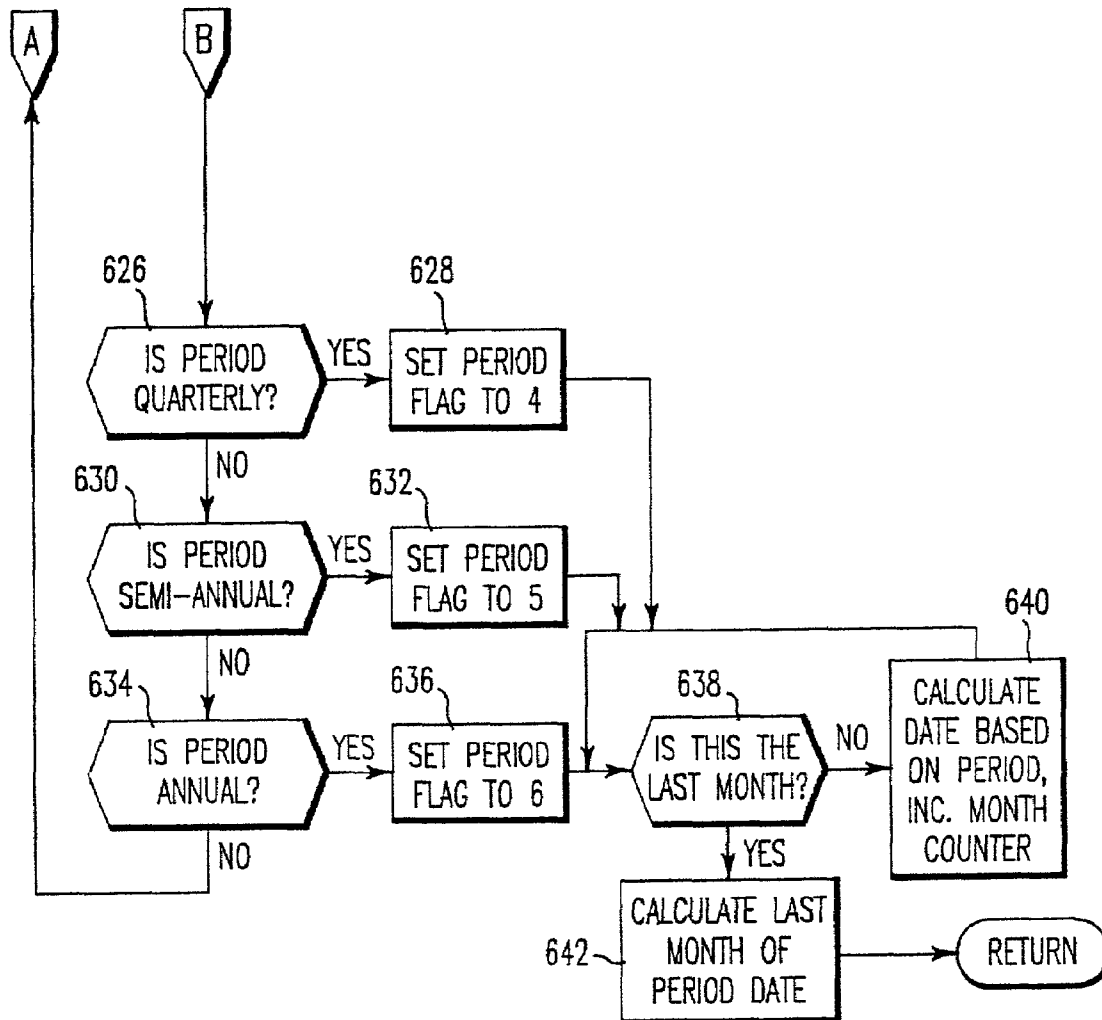 A
B
626
628
IS PERIOD
QUARTERLY?
YES
SET PERIOD
FLAG TO 4
NO
630
632
IS PERIOD
SEMI-ANNUAL?
YES
SET PERIOD
FLAG TO 5
NO
634
636
IS PERIOD
ANNUAL?
YES
SET PERIOD
FLAG TO 6
NO
638
IS THIS THE
LAST MONTH?
NO
640
CALCULATE
DATE BASED
ON PERIOD,
INC. MONTH
COUNTER
YES
642
CALCULATE LAST
MONTH OF
PERIOD DATE
RETURN